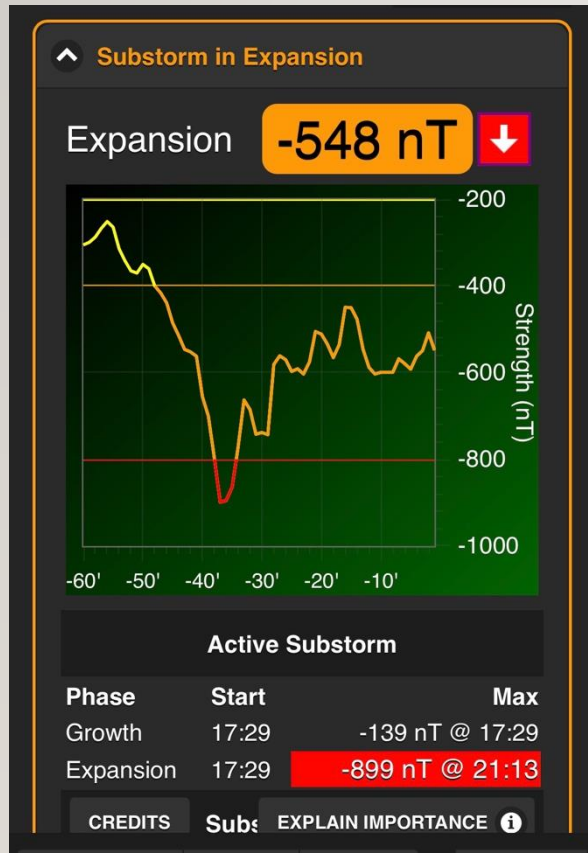 Substorm in Expansion
Expansion -548 nT
-200
-400
-600
-800
-1000
Strength (nT)
-60' -50' -40' -30' -20' -10'
Active Substorm
Phase Start Max
Growth 17:29 -139 nT @ 17:29
Expansion 17:29 -899 nT @ 21:13
CREDITS Subs EXPLAIN IMPORTANCE i